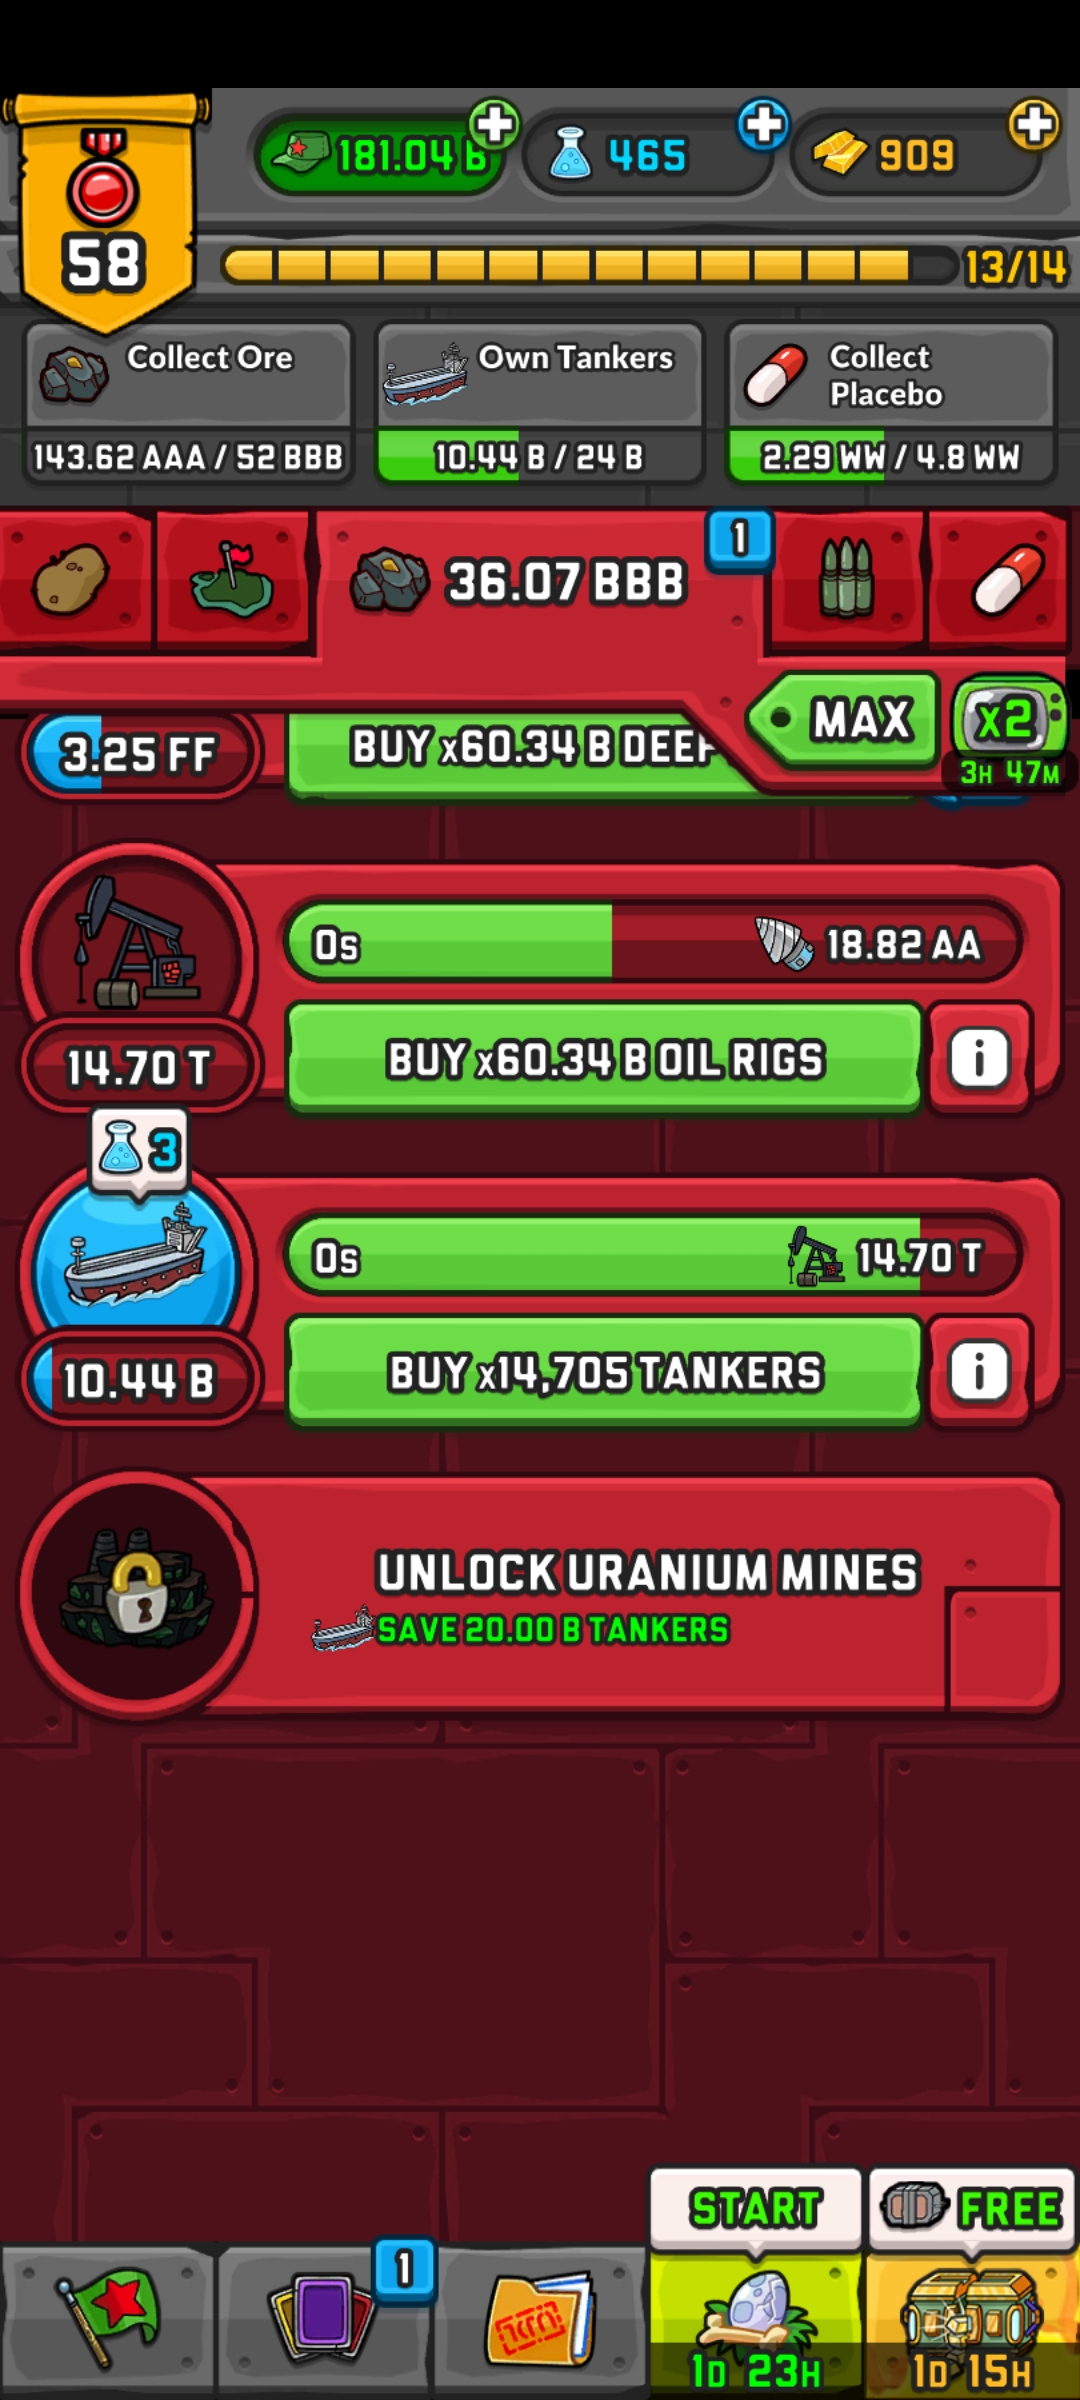 58
181.04 B
465
909
13/14
Collect Ore
143.62 AAA / 52 BBB
Own Tankers
10.44 B / 24 B
Collect
Placebo
2.29 WW / 4.8 WW
36.07 BBB
1
MAX
x2
3H 47M
3.25 FF
BUY x60.34 B DEEP
0s
18.82 AA
14.70 T
BUY x60.34 B OIL RIGS
i
3
0s
14.70 T
10.44 B
BUY x14,705 TANKERS
i
UNLOCK URANIUM MINES
SAVE 20.00 B TANKERS
1
START
1D 23H
FREE
1D 15H